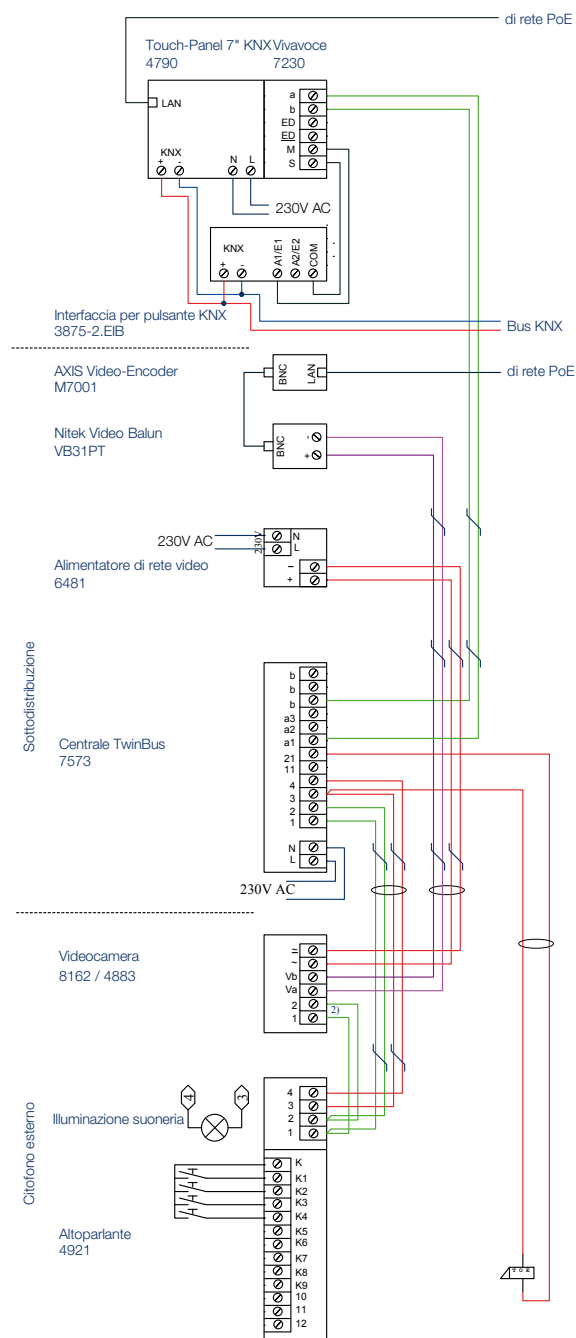 di rete PoE
Touch-Panel 7" KNX Vivavoce
4790 7230
LAN
a
b
ED
ED
M
S
KNX
+ -
N L
230V AC
KNX
+ -
A1/E1
A2/E2
COM
Interfaccia per pulsante KNX
3875-2.EIB
Bus KNX
AXIS Video-Encoder
M7001
BNC
LAN
di rete PoE
Nitek Video Balun
VB31PT
BNC
-
+
230V AC
230V
N
L
Alimentatore di rete video
6481
–
+
Sottodistribuzione
Centrale TwinBus
7573
b
b
b
a3
a2
a1
21
11
4
3
2
1
N
L
230V AC
Videocamera
8162 / 4883
=
~
Vb
Va
2
1
2)
Citofono esterno
4
3
Illuminazione suoneria
4
3
2
1
Altoparlante
4921
K
K1
K2
K3
K4
K5
K6
K7
K8
K9
10
11
12
T Ö E